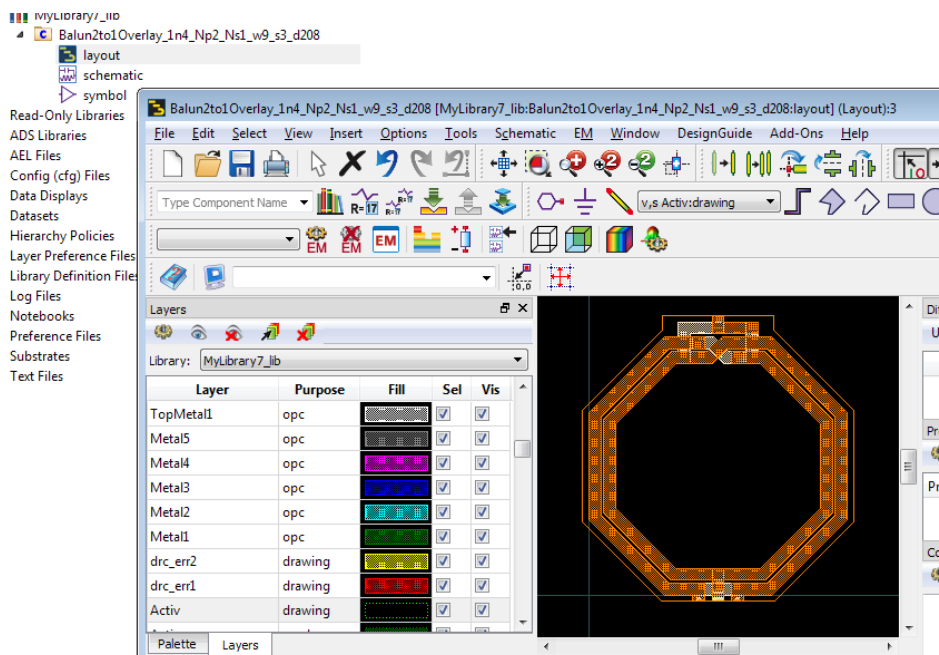 MyLibrary7_lib
Balun2to1Overlay_1n4_Np2_Ns1_w9_s3_d208
layout
schematic
symbol
Read-Only Libraries
ADS Libraries
AEL Files
Config (cfg) Files
Data Displays
Datasets
Hierarchy Policies
Layer Preference Files
Library Definition Files
Log Files
Notebooks
Preference Files
Substrates
Text Files
Balun2to1Overlay_1n4_Np2_Ns1_w9_s3_d208 [MyLibrary7_lib:Balun2to1Overlay_1n4_Np2_Ns1_w9_s3_d208:layout] (Layout):3
File Edit Select View Insert Options Tools Schematic EM Window DesignGuide Add-Ons Help
Type Component Name
v,s Activ:drawing
EM EM EM
Layers
Library: MyLibrary7_lib
Layer Purpose Fill Sel Vis
TopMetal1 opc
Metal5 opc
Metal4 opc
Metal3 opc
Metal2 opc
Metal1 opc
drc_err2 drawing
drc_err1 drawing
Activ drawing
Palette Layers